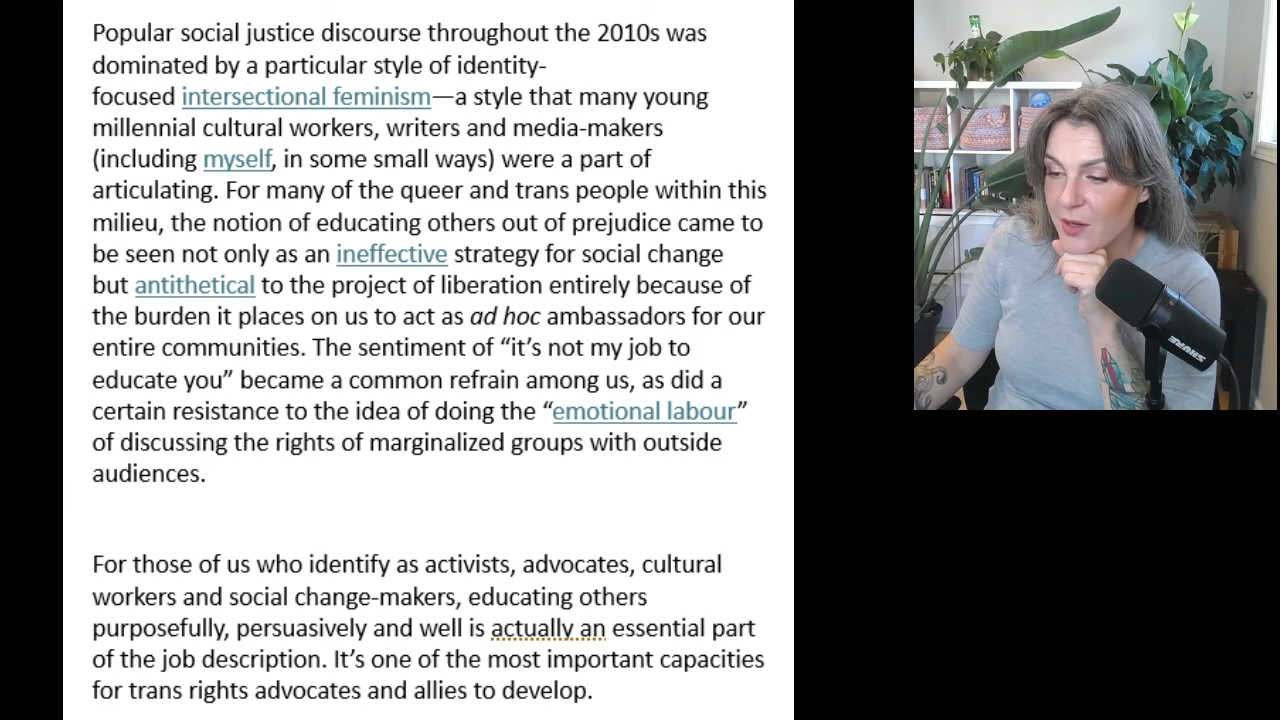 Popular social justice discourse throughout the 2010s was
dominated by a particular style of identity-
focused intersectional feminism—a style that many young
millennial cultural workers, writers and media-makers
(including myself, in some small ways) were a part of
articulating. For many of the queer and trans people within this
milieu, the notion of educating others out of prejudice came to
be seen not only as an ineffective strategy for social change
but antithetical to the project of liberation entirely because of
the burden it places on us to act as ad hoc ambassadors for our
entire communities. The sentiment of “it’s not my job to
educate you” became a common refrain among us, as did a
certain resistance to the idea of doing the “emotional labour”
of discussing the rights of marginalized groups with outside
audiences.
For those of us who identify as activists, advocates, cultural
workers and social change-makers, educating others
purposefully, persuasively and well is actually an essential part
of the job description. It’s one of the most important capacities
for trans rights advocates and allies to develop.
SHURE